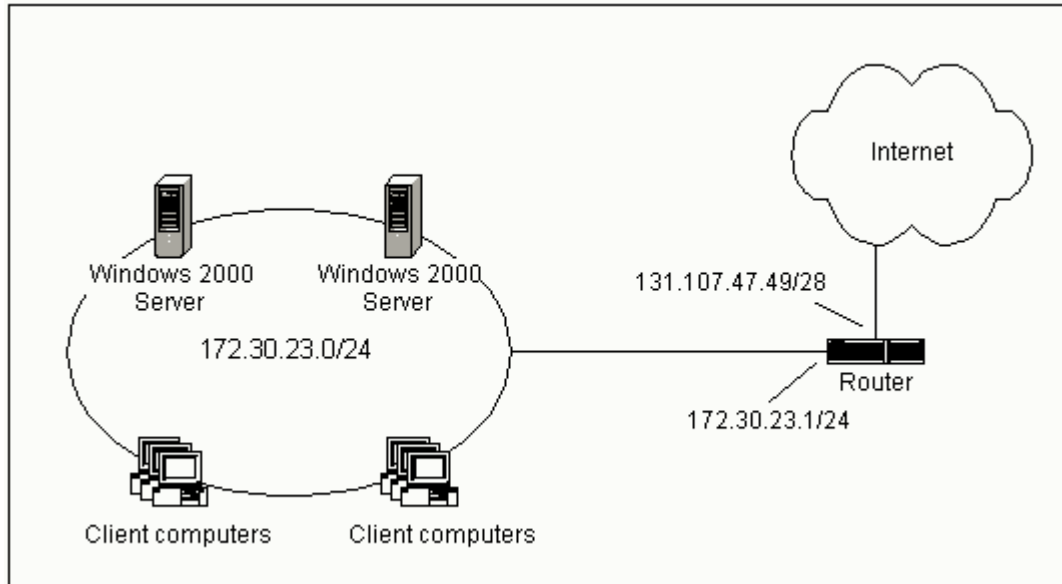 Internet
Windows 2000
Server
Windows 2000
Server
131.107.47.49/28
172.30.23.0/24
Router
172.30.23.1/24
Client computers
Client computers